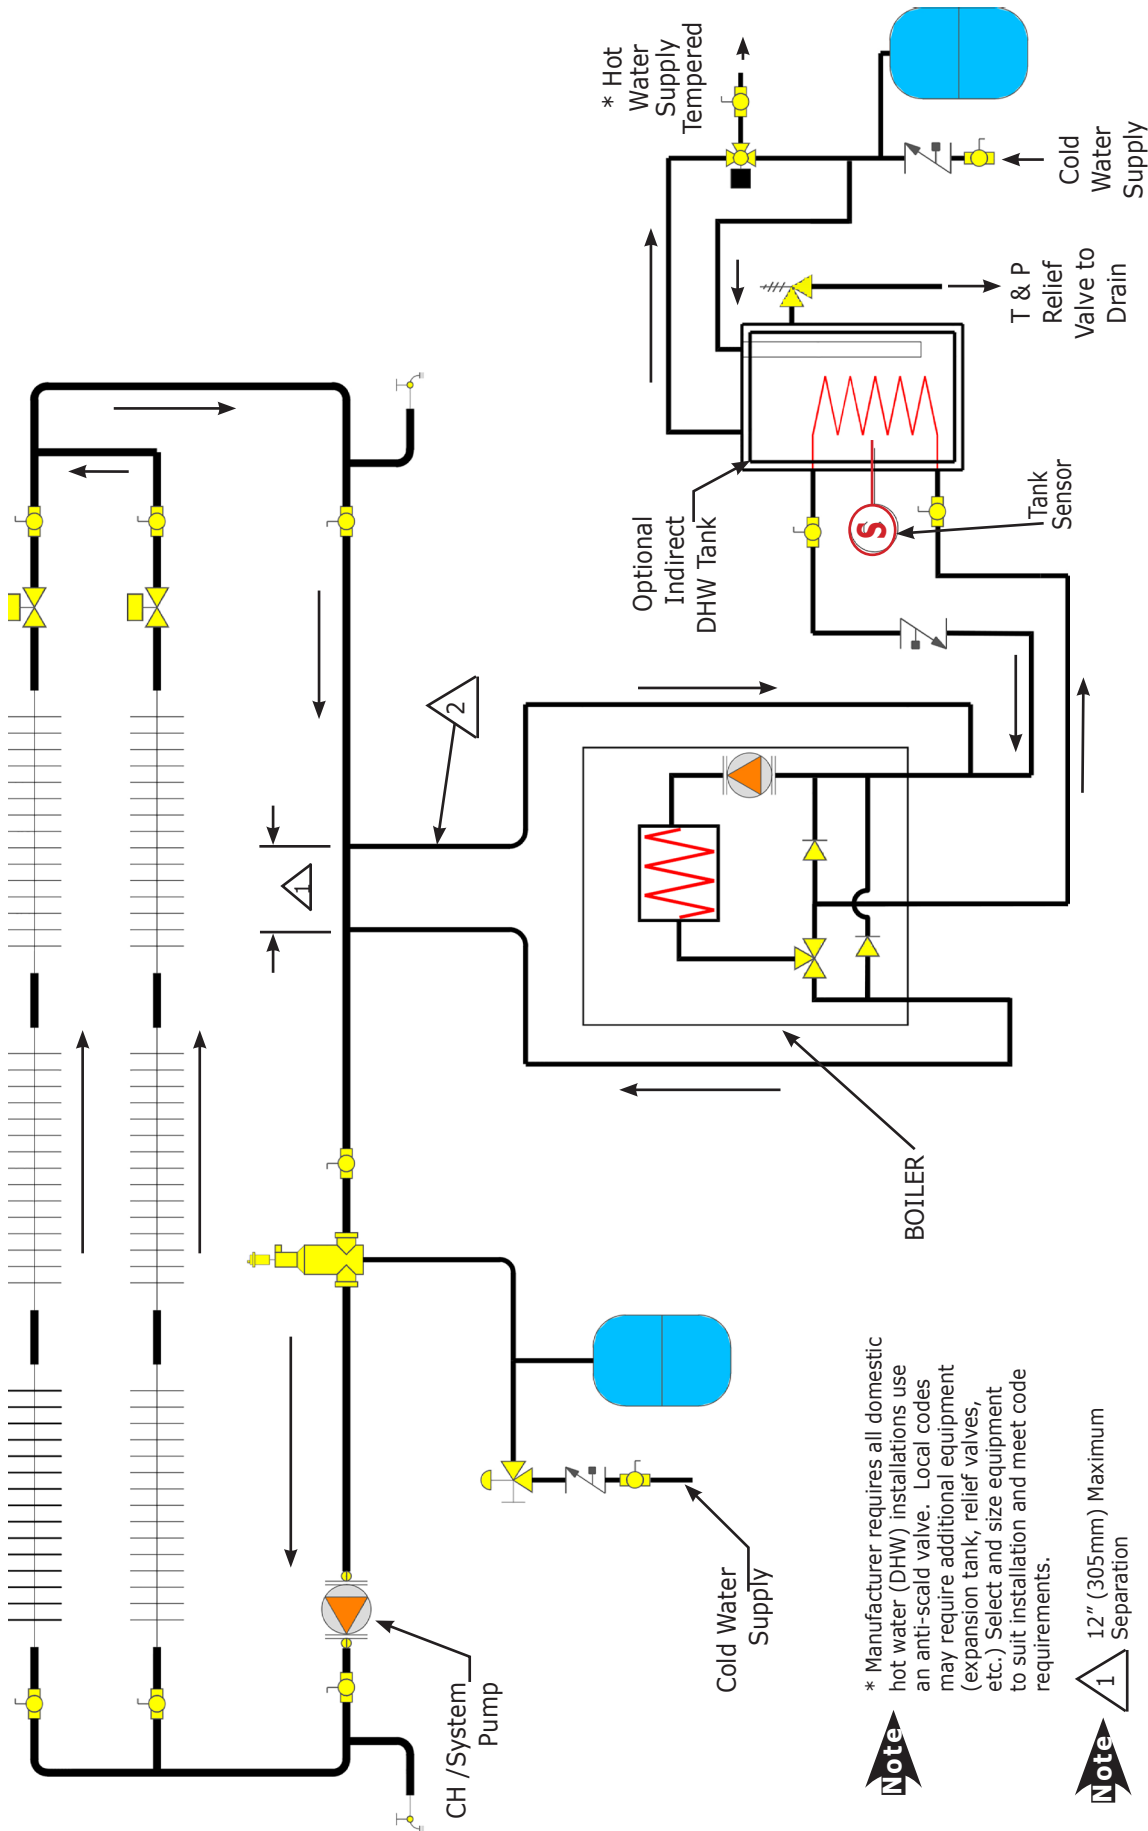 * Hot
Water
Supply
Tempered
Cold
Water
Supply
T & P
Relief
Valve to
Drain
Optional
Indirect
DHW Tank
S
Tank
Sensor
2
1
BOILER
CH /System
Pump
Cold Water
Supply
Note
* Manufacturer requires all domestic
hot water (DHW) installations use
an anti-scald valve. Local codes
may require additional equipment
(expansion tank, relief valves,
etc.) Select and size equipment
to suit installation and meet code
requirements.
Note
1
12" (305mm) Maximum
Separation